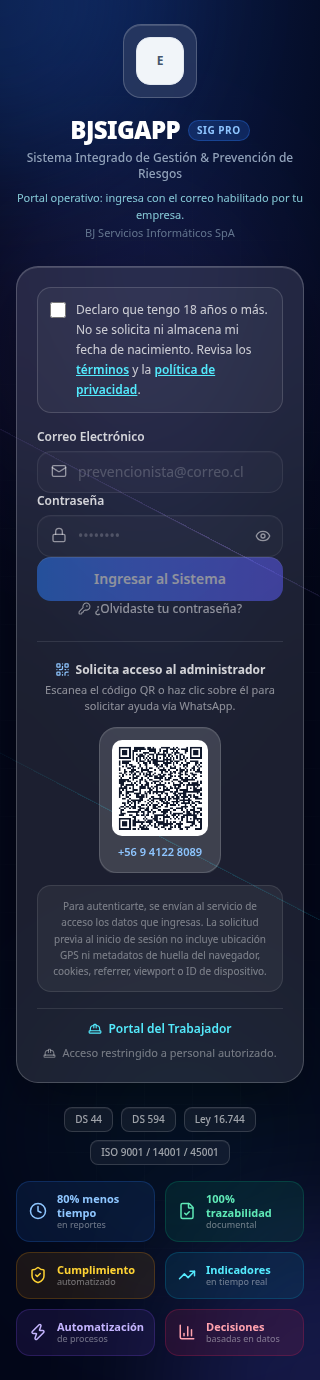 E
BJSIGAPP SIG PRO
Sistema Integrado de Gestión & Prevención de
Riesgos
Portal operativo: ingresa con el correo habilitado por tu
empresa.
BJ Servicios Informáticos SpA
Declaro que tengo 18 años o más.
No se solicita ni almacena mi
fecha de nacimiento. Revisa los
términos y la política de
privacidad.
Correo Electrónico
prevencionista@correo.cl
Contraseña
••••••••
Ingresar al Sistema
¿Olvidaste tu contraseña?
Solicita acceso al administrador
Escanea el código QR o haz clic sobre él para
solicitar ayuda vía WhatsApp.
+56 9 4122 8089
Para autenticarte, se envían al servicio de
acceso los datos que ingresas. La solicitud
previa al inicio de sesión no incluye ubicación
GPS ni metadatos de huella del navegador,
cookies, referrer, viewport o ID de dispositivo.
Portal del Trabajador
Acceso restringido a personal autorizado.
DS 44 DS 594 Ley 16.744
ISO 9001 / 14001 / 45001
80% menos
tiempo
en reportes
100%
trazabilidad
documental
Cumplimiento
automatizado
Indicadores
en tiempo real
Automatización
de procesos
Decisiones
basadas en datos